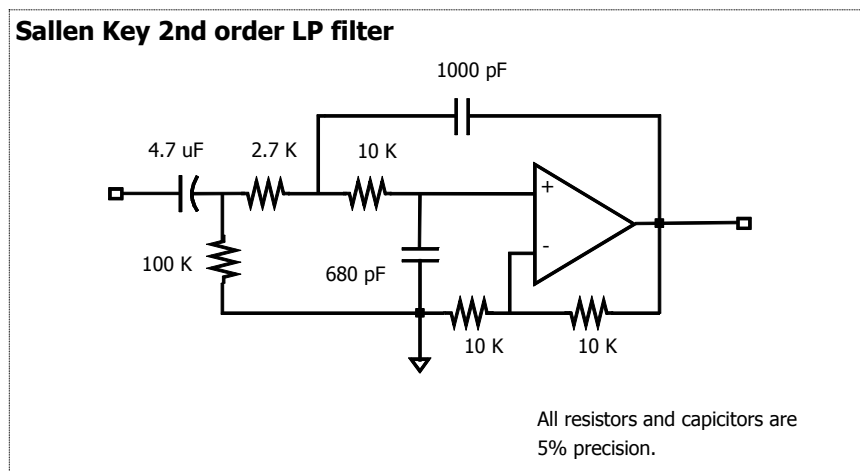 Sallen Key 2nd order LP filter
1000 pF
4.7 uF
2.7 K
10 K
+
100 K
680 pF
-
10 K
10 K
All resistors and capicitors are
5% precision.